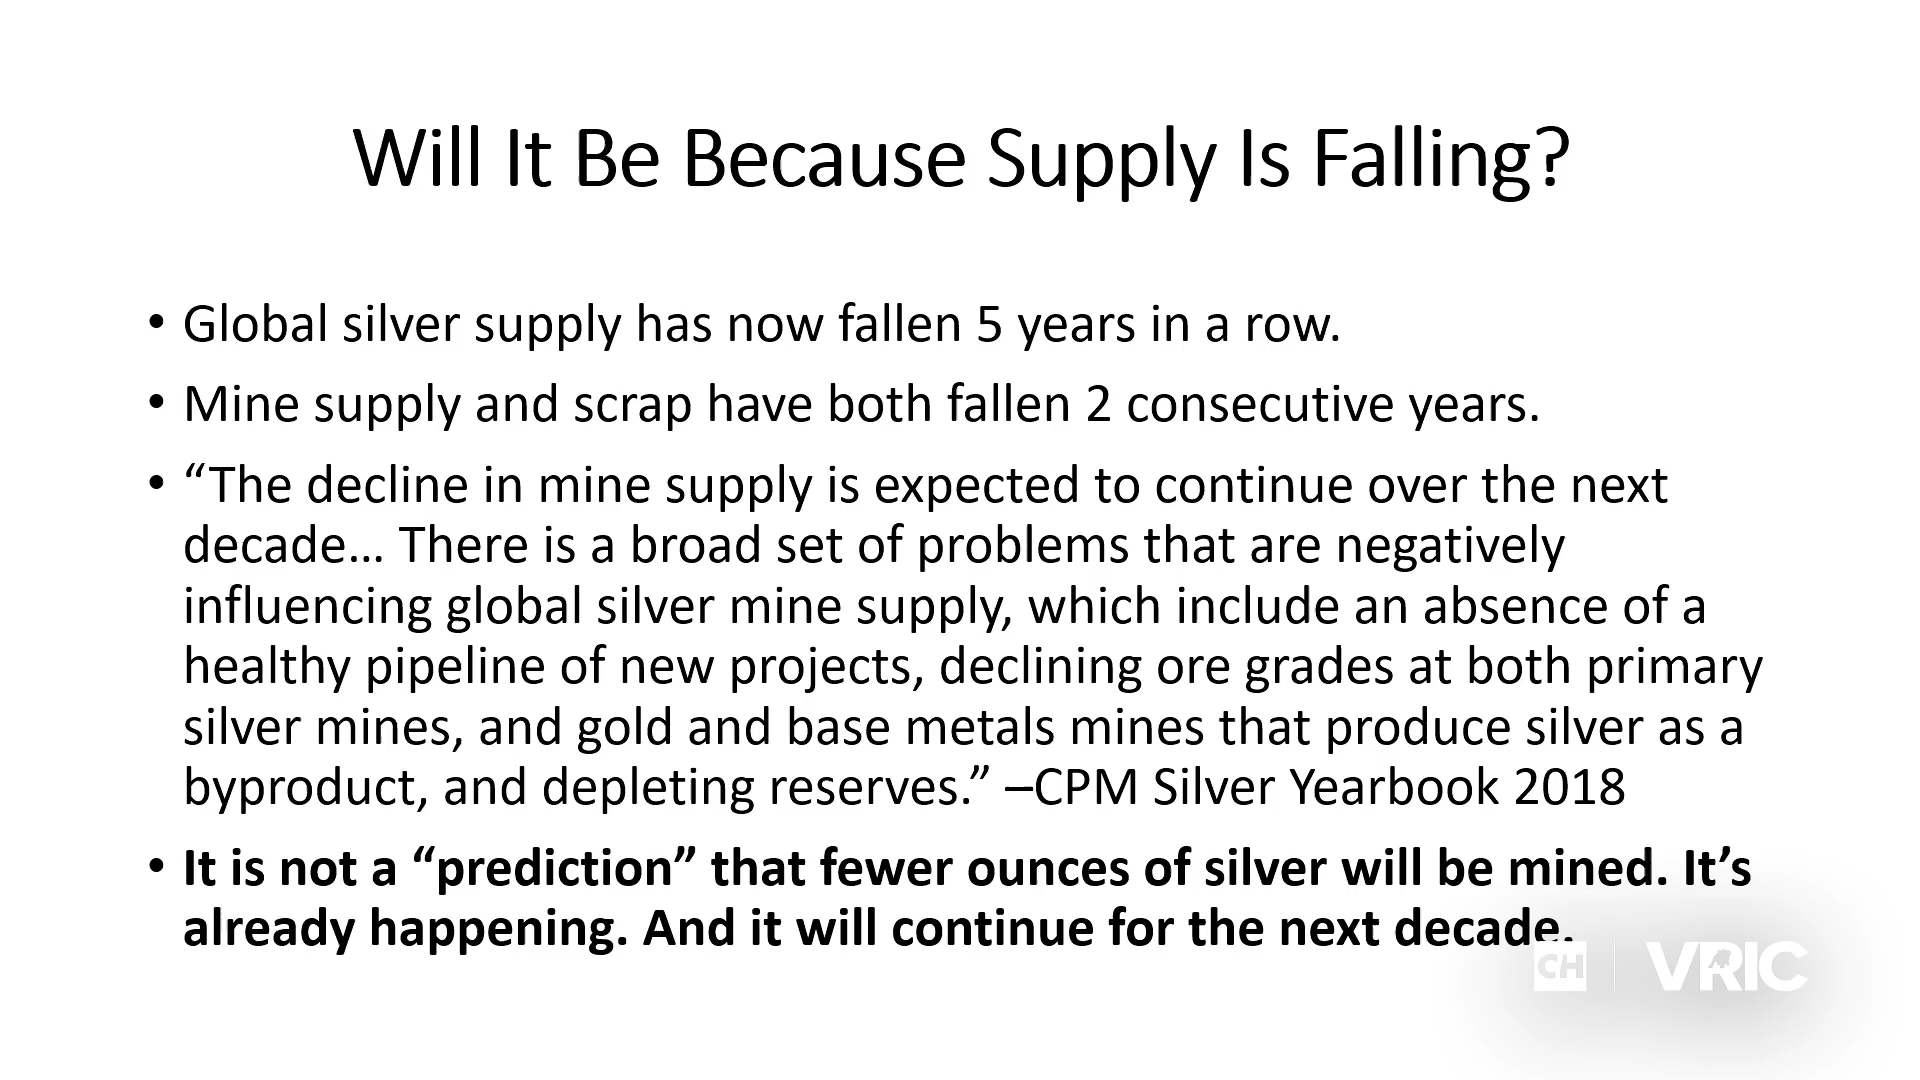 Will It Be Because Supply Is Falling?
• Global silver supply has now fallen 5 years in a row.
• Mine supply and scrap have both fallen 2 consecutive years.
• “The decline in mine supply is expected to continue over the next
decade… There is a broad set of problems that are negatively
influencing global silver mine supply, which include an absence of a
healthy pipeline of new projects, declining ore grades at both primary
silver mines, and gold and base metals mines that produce silver as a
byproduct, and depleting reserves.” –CPM Silver Yearbook 2018
• It is not a “prediction” that fewer ounces of silver will be mined. It’s
already happening. And it will continue for the next decade.
CH | VRIC